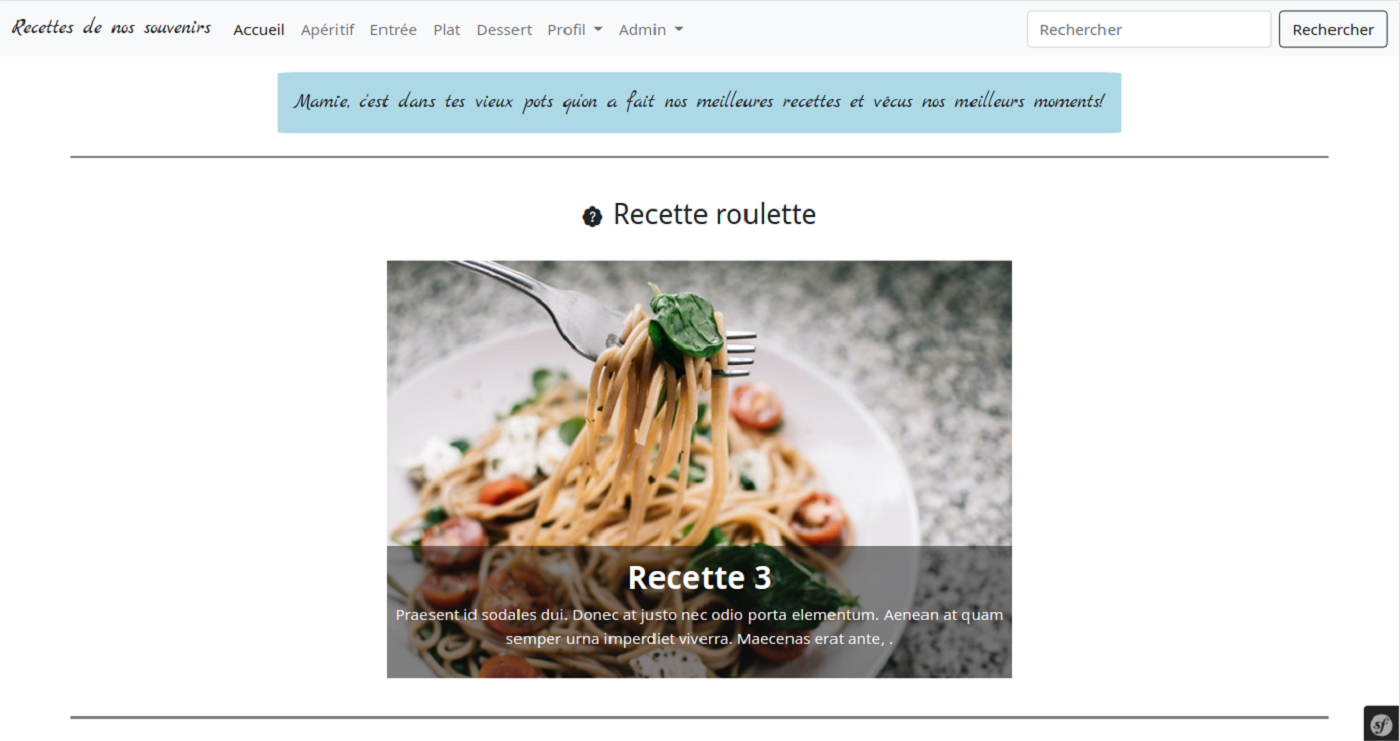 Recettes de nos souvenirs Accueil Apéritif Entrée Plat Dessert Profil Admin Rechercher Rechercher
Mamie, c'est dans tes vieux pots qu'on a fait nos meilleures recettes et vécus nos meilleurs moments!
? Recette roulette
Recette 3
Praesent id sodales dui. Donec at justo nec odio porta elementum. Aenean at quam
semper urna imperdiet viverra. Maecenas erat ante, .
sf